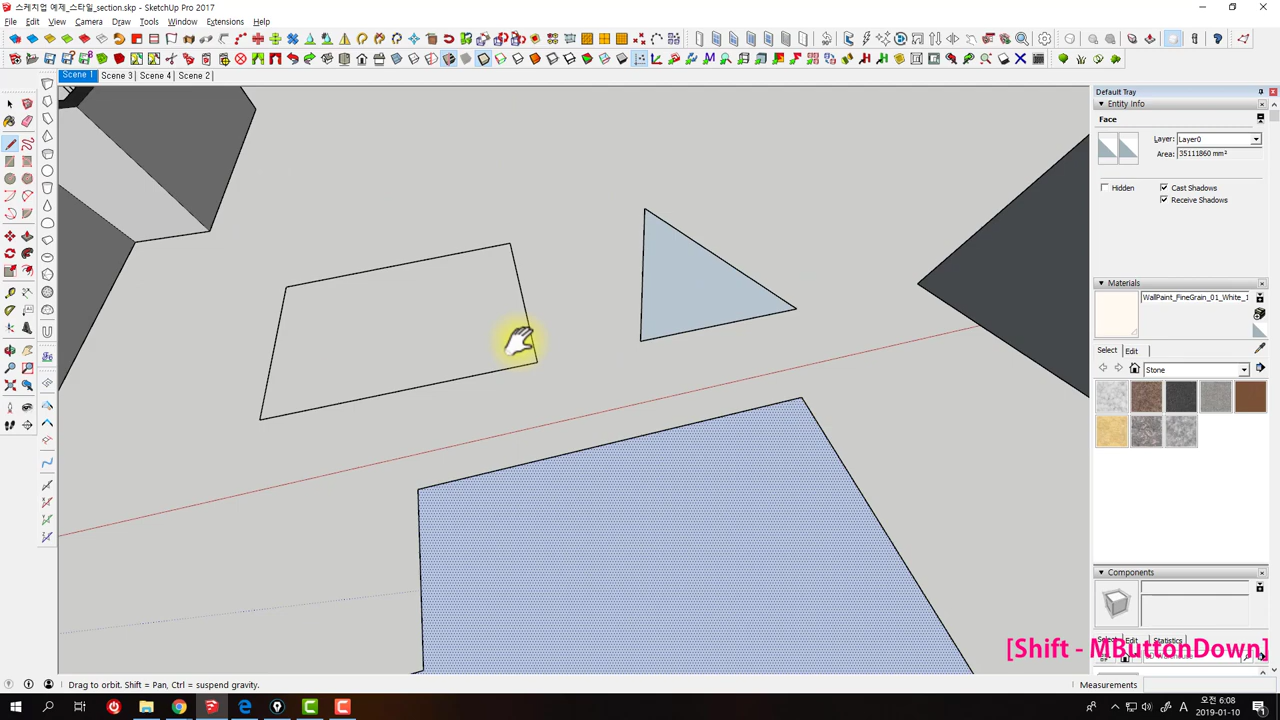 스케치업 예제_스타일_section.skp - SketchUp Pro 2017
File Edit View Camera Draw Tools Window Extensions Help
Scene 1 Scene 3 Scene 4 Scene 2
Default Tray
Entity Info
Face
Layer: Layer0
Area: 35111860 mm²
Hidden Cast Shadows
Receive Shadows
Materials
WallPaint_FineGrain_01_White_1
Select Edit
Stone
Components
Edit Statistics
[Shift - MButtonDown]
Drag to orbit. Shift = Pan, Ctrl = suspend gravity.
Measurements
A 오전 6:08
2019-01-10